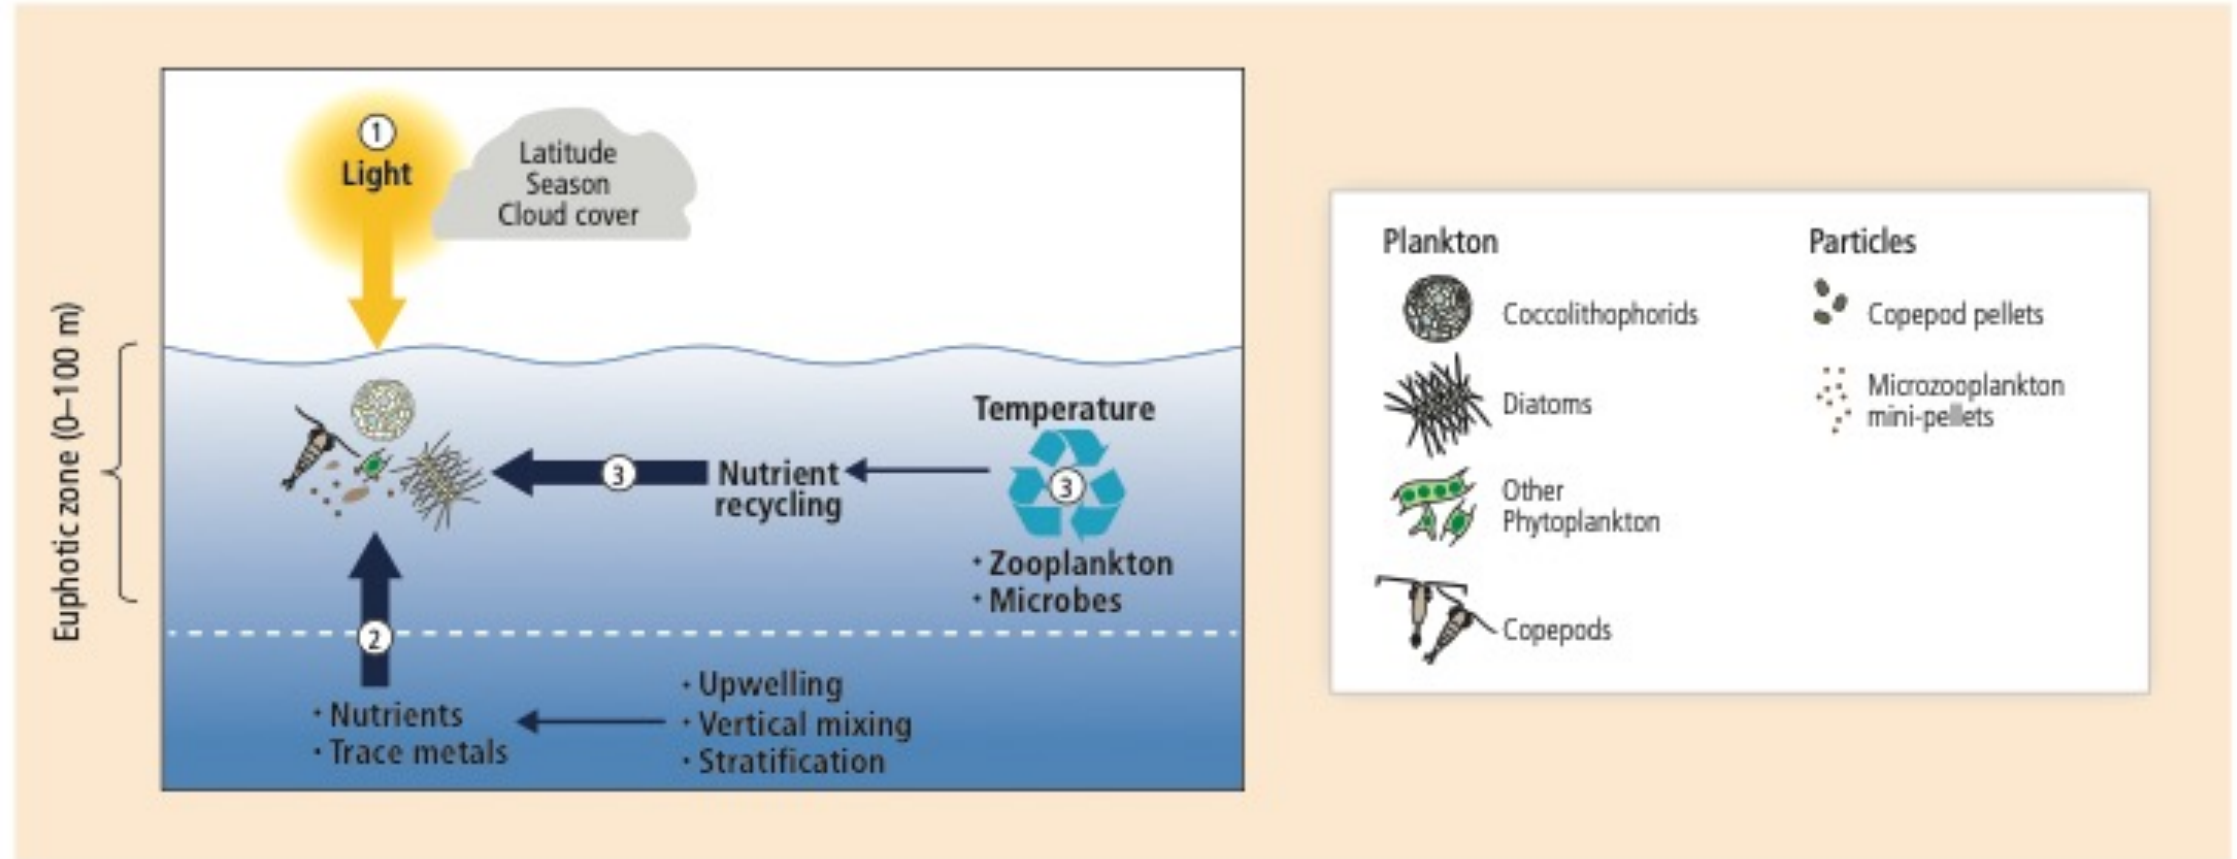 Euphotic zone (0–100 m)
1
Light
Latitude
Season
Cloud cover
Temperature
3
Nutrient
recycling
3
· Zooplankton
· Microbes
2
· Nutrients
· Trace metals
· Upwelling
· Vertical mixing
· Stratification
Plankton
Coccolithophorids
Diatoms
Other
Phytoplankton
Copepods
Particles
Copepod pellets
Microzooplankton
mini-pellets